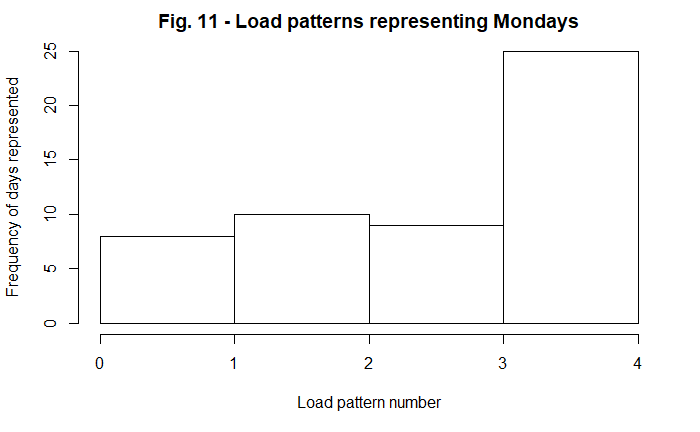 Fig. 11 - Load patterns representing Mondays
Frequency of days represented
25
20
15
10
5
0
0 1 2 3 4
Load pattern number